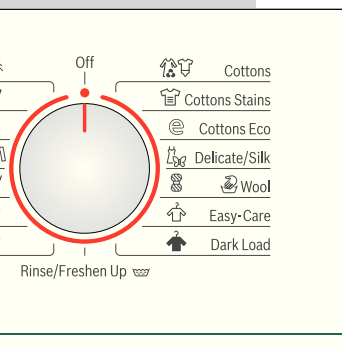 Off
Cottons
Cottons Stains
Cottons Eco
Delicate/Silk
Wool
Easy-Care
Dark Load
Rinse/Freshen Up